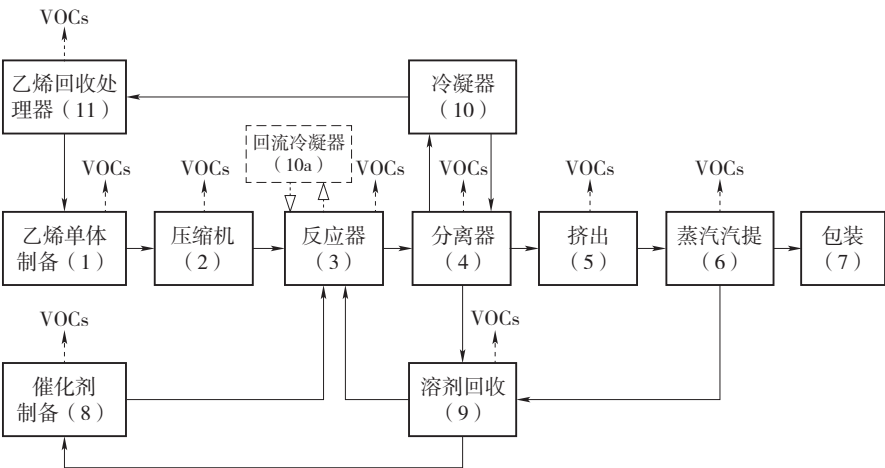 VOCs
乙烯回收处
理器（11）
冷凝器
（10）
回流冷凝器
（10a）
VOCs
VOCs
VOCs
VOCs
VOCs
VOCs
乙烯单体
制备（1）
压缩机
（2）
反应器
（3）
分离器
（4）
挤出
（5）
蒸汽汽提
（6）
包装
（7）
VOCs
VOCs
催化剂
制备（8）
溶剂回收
（9）